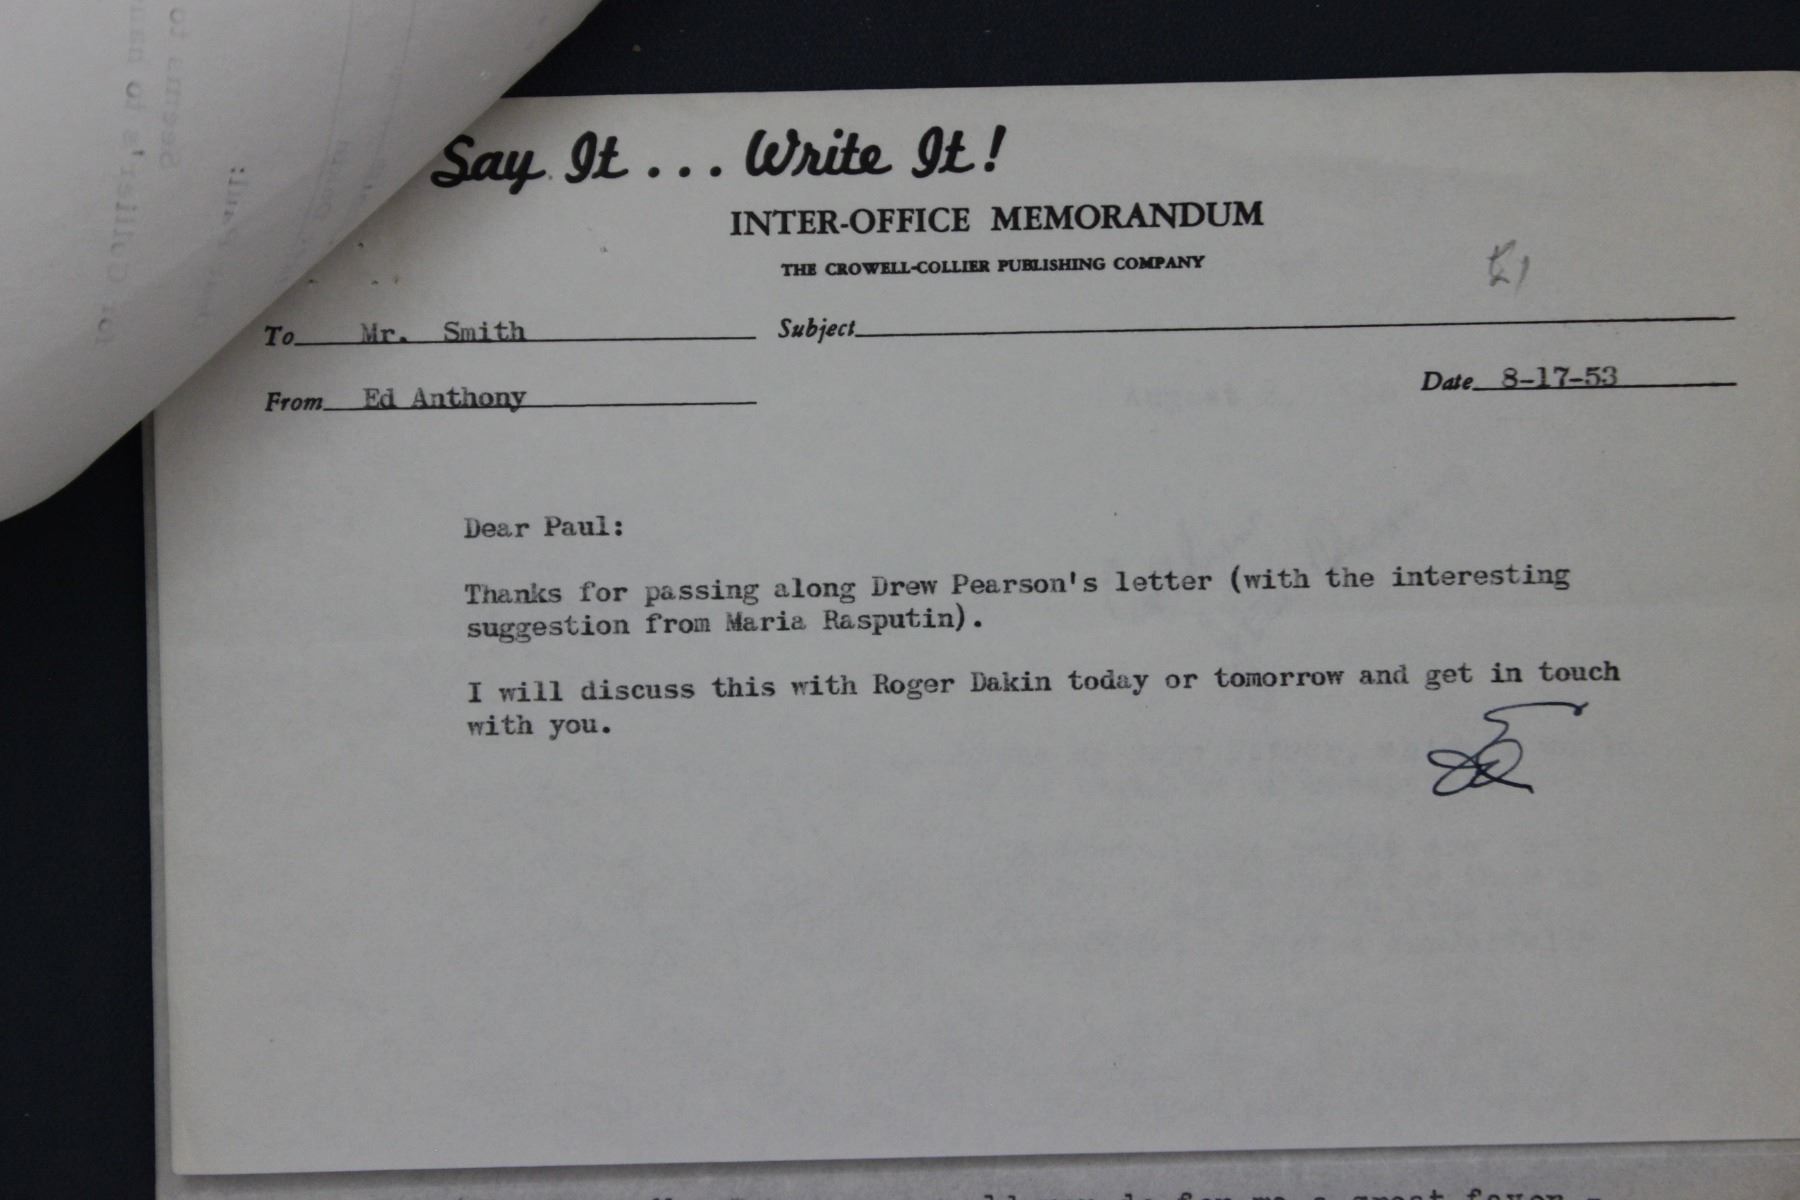 Say It... Write It!
INTER-OFFICE MEMORANDUM
THE CROWELL-COLLIER PUBLISHING COMPANY
To Mr. Smith Subject
From Ed Anthony Date 8-17-53
Dear Paul:
Thanks for passing along Drew Pearson's letter (with the interesting
suggestion from Maria Rasputin).
I will discuss this with Roger Dakin today or tomorrow and get in touch
with you.